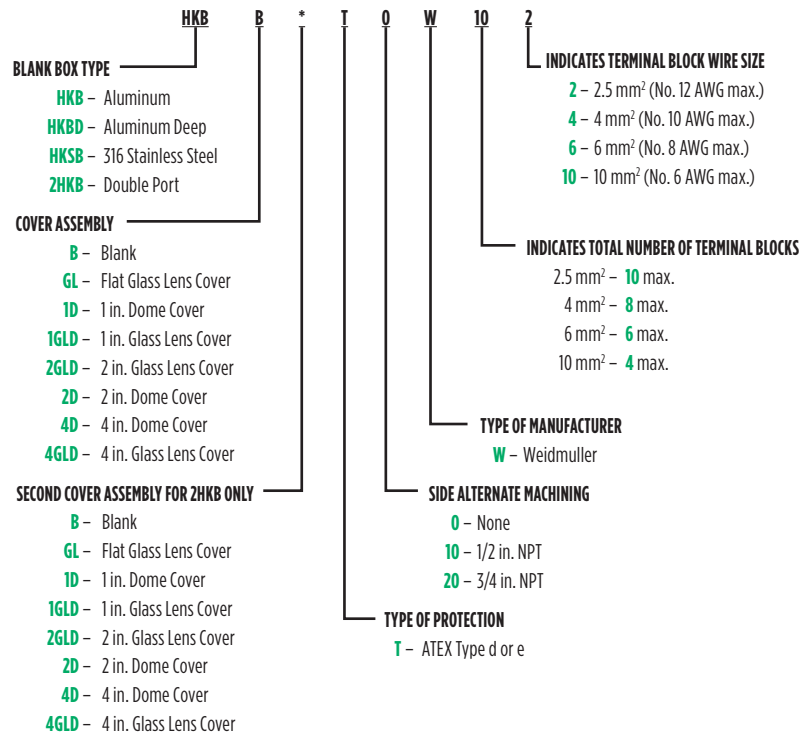 HKB B * T 0 W 10 2
BLANK BOX TYPE
HKB – Aluminum
HKBD – Aluminum Deep
HKSB – 316 Stainless Steel
2HKB – Double Port
COVER ASSEMBLY
B – Blank
GL – Flat Glass Lens Cover
1D – 1 in. Dome Cover
1GLD – 1 in. Glass Lens Cover
2GLD – 2 in. Glass Lens Cover
2D – 2 in. Dome Cover
4D – 4 in. Dome Cover
4GLD – 4 in. Glass Lens Cover
SECOND COVER ASSEMBLY FOR 2HKB ONLY
B – Blank
GL – Flat Glass Lens Cover
1D – 1 in. Dome Cover
1GLD – 1 in. Glass Lens Cover
2GLD – 2 in. Glass Lens Cover
2D – 2 in. Dome Cover
4D – 4 in. Dome Cover
4GLD – 4 in. Glass Lens Cover
INDICATES TERMINAL BLOCK WIRE SIZE
2 – 2.5 mm² (No. 12 AWG max.)
4 – 4 mm² (No. 10 AWG max.)
6 – 6 mm² (No. 8 AWG max.)
10 – 10 mm² (No. 6 AWG max.)
INDICATES TOTAL NUMBER OF TERMINAL BLOCKS
2.5 mm² – 10 max.
4 mm² – 8 max.
6 mm² – 6 max.
10 mm² – 4 max.
TYPE OF MANUFACTURER
W – Weidmuller
SIDE ALTERNATE MACHINING
0 – None
10 – 1/2 in. NPT
20 – 3/4 in. NPT
TYPE OF PROTECTION
T – ATEX Type d or e